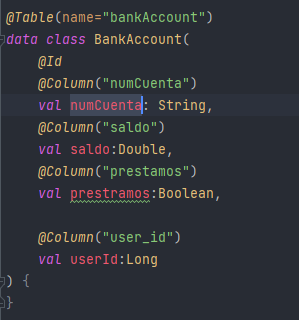 @Table(name="bankAccount")
data class BankAccount(
@Id
@Column("numCuenta")
val numCuenta: String,
@Column("saldo")
val saldo:Double,
@Column("prestamos")
val prestramos:Boolean,
@Column("user_id")
val userId:Long
) {
}